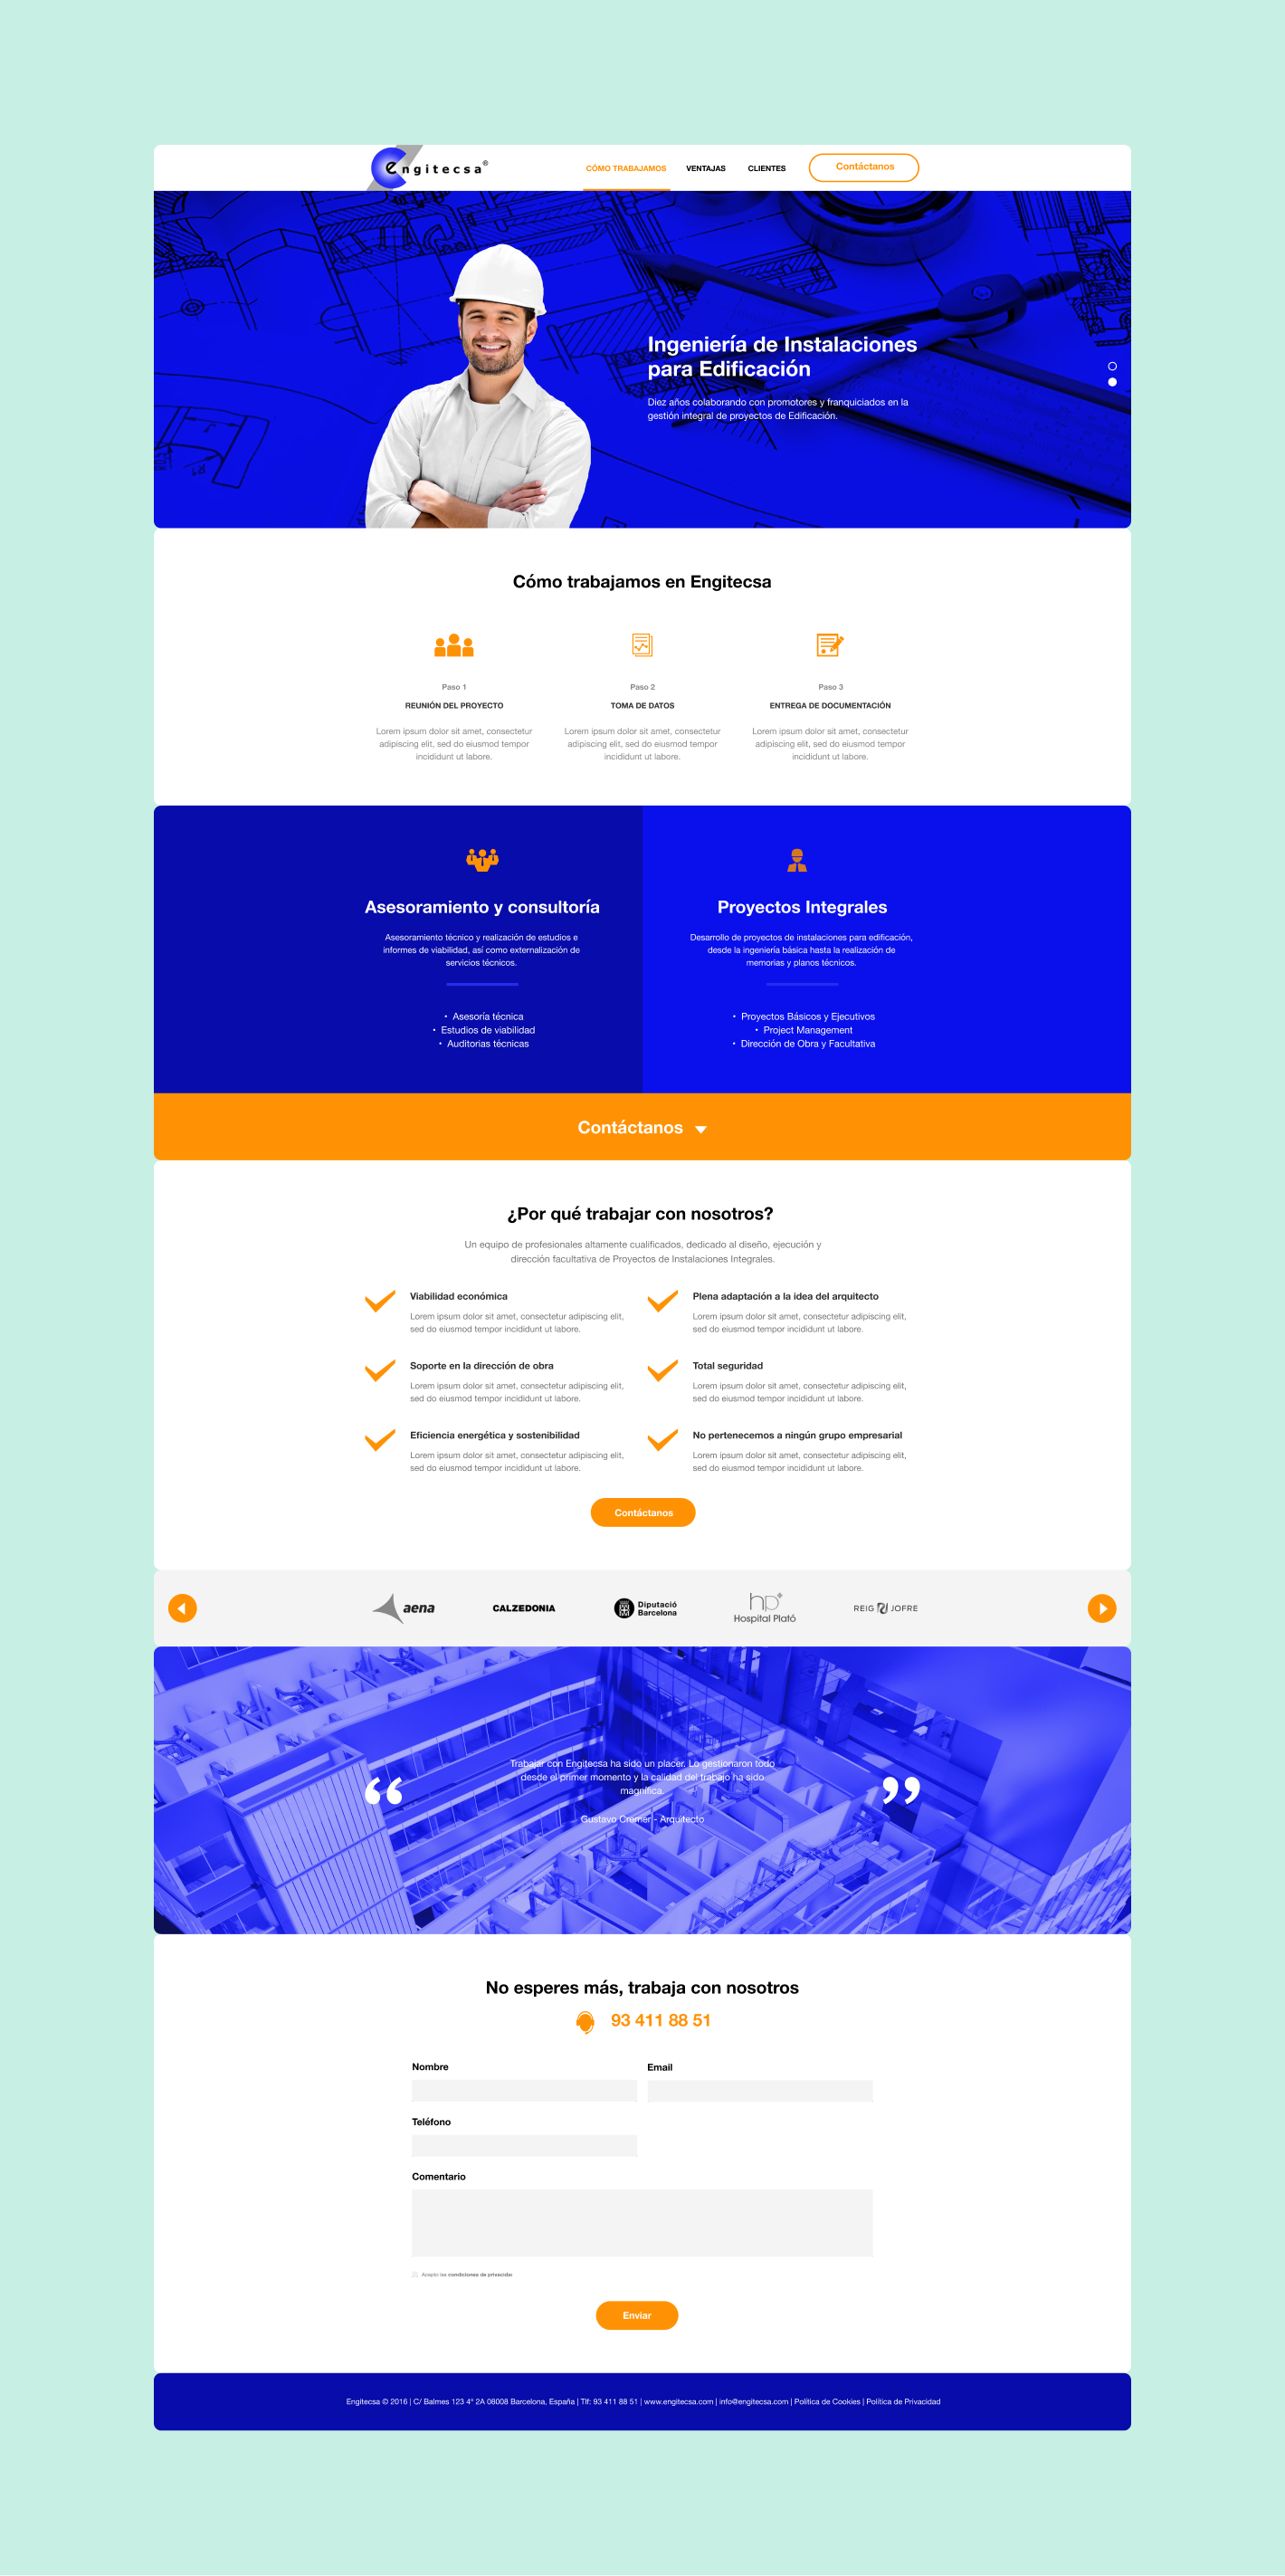 engitecsa®
CÓMO TRABAJAMOS
VENTAJAS
CLIENTES
Contáctanos
Ingeniería de Instalaciones
para Edificación
Diez años colaborando con promotores y franquiciados en la
gestión integral de proyectos de Edificación.
Cómo trabajamos en Engitecsa
Paso 1
REUNIÓN DEL PROYECTO
Lorem ipsum dolor sit amet, consectetur
adipiscing elit, sed do eiusmod tempor
incididunt ut labore.
Paso 2
TOMA DE DATOS
Lorem ipsum dolor sit amet, consectetur
adipiscing elit, sed do eiusmod tempor
incididunt ut labore.
Paso 3
ENTREGA DE DOCUMENTACIÓN
Lorem ipsum dolor sit amet, consectetur
adipiscing elit, sed do eiusmod tempor
incididunt ut labore.
Asesoramiento y consultoría
Asesoramiento técnico y realización de estudios e
informes de viabilidad, así como externalización de
servicios técnicos.
• Asesoría técnica
• Estudios de viabilidad
• Auditorias técnicas
Proyectos Integrales
Desarrollo de proyectos de instalaciones para edificación,
desde la ingeniería básica hasta la realización de
memorias y planos técnicos.
• Proyectos Básicos y Ejecutivos
• Project Management
• Dirección de Obra y Facultativa
Contáctanos
¿Por qué trabajar con nosotros?
Un equipo de profesionales altamente cualificados, dedicado al diseño, ejecución y
dirección facultativa de Proyectos de Instalaciones Integrales.
Viabilidad económica
Lorem ipsum dolor sit amet, consectetur adipiscing elit,
sed do eiusmod tempor incididunt ut labore.
Plena adaptación a la idea del arquitecto
Lorem ipsum dolor sit amet, consectetur adipiscing elit,
sed do eiusmod tempor incididunt ut labore.
Soporte en la dirección de obra
Lorem ipsum dolor sit amet, consectetur adipiscing elit,
sed do eiusmod tempor incididunt ut labore.
Total seguridad
Lorem ipsum dolor sit amet, consectetur adipiscing elit,
sed do eiusmod tempor incididunt ut labore.
Eficiencia energética y sostenibilidad
Lorem ipsum dolor sit amet, consectetur adipiscing elit,
sed do eiusmod tempor incididunt ut labore.
No pertenecemos a ningún grupo empresarial
Lorem ipsum dolor sit amet, consectetur adipiscing elit,
sed do eiusmod tempor incididunt ut labore.
Contáctanos
aena
CALZEDONIA
Diputació
Barcelona
hp+
Hospital Plató
REIG JOFRE
“
Trabajar con Engitecsa ha sido un placer. Lo gestionaron todo
desde el primer momento y la calidad del trabajo ha sido
magnífica.
Gustavo Cremer - Arquitecto
”
No esperes más, trabaja con nosotros
93 411 88 51
Nombre
Email
Teléfono
Comentario
Acepto las condiciones de privacidad
Enviar
Engitecsa © 2016 | C/ Balmes 123 4º 2A 08008 Barcelona, España | Tlf: 93 411 88 51 | www.engitecsa.com | info@engitecsa.com | Política de Cookies | Política de Privacidad